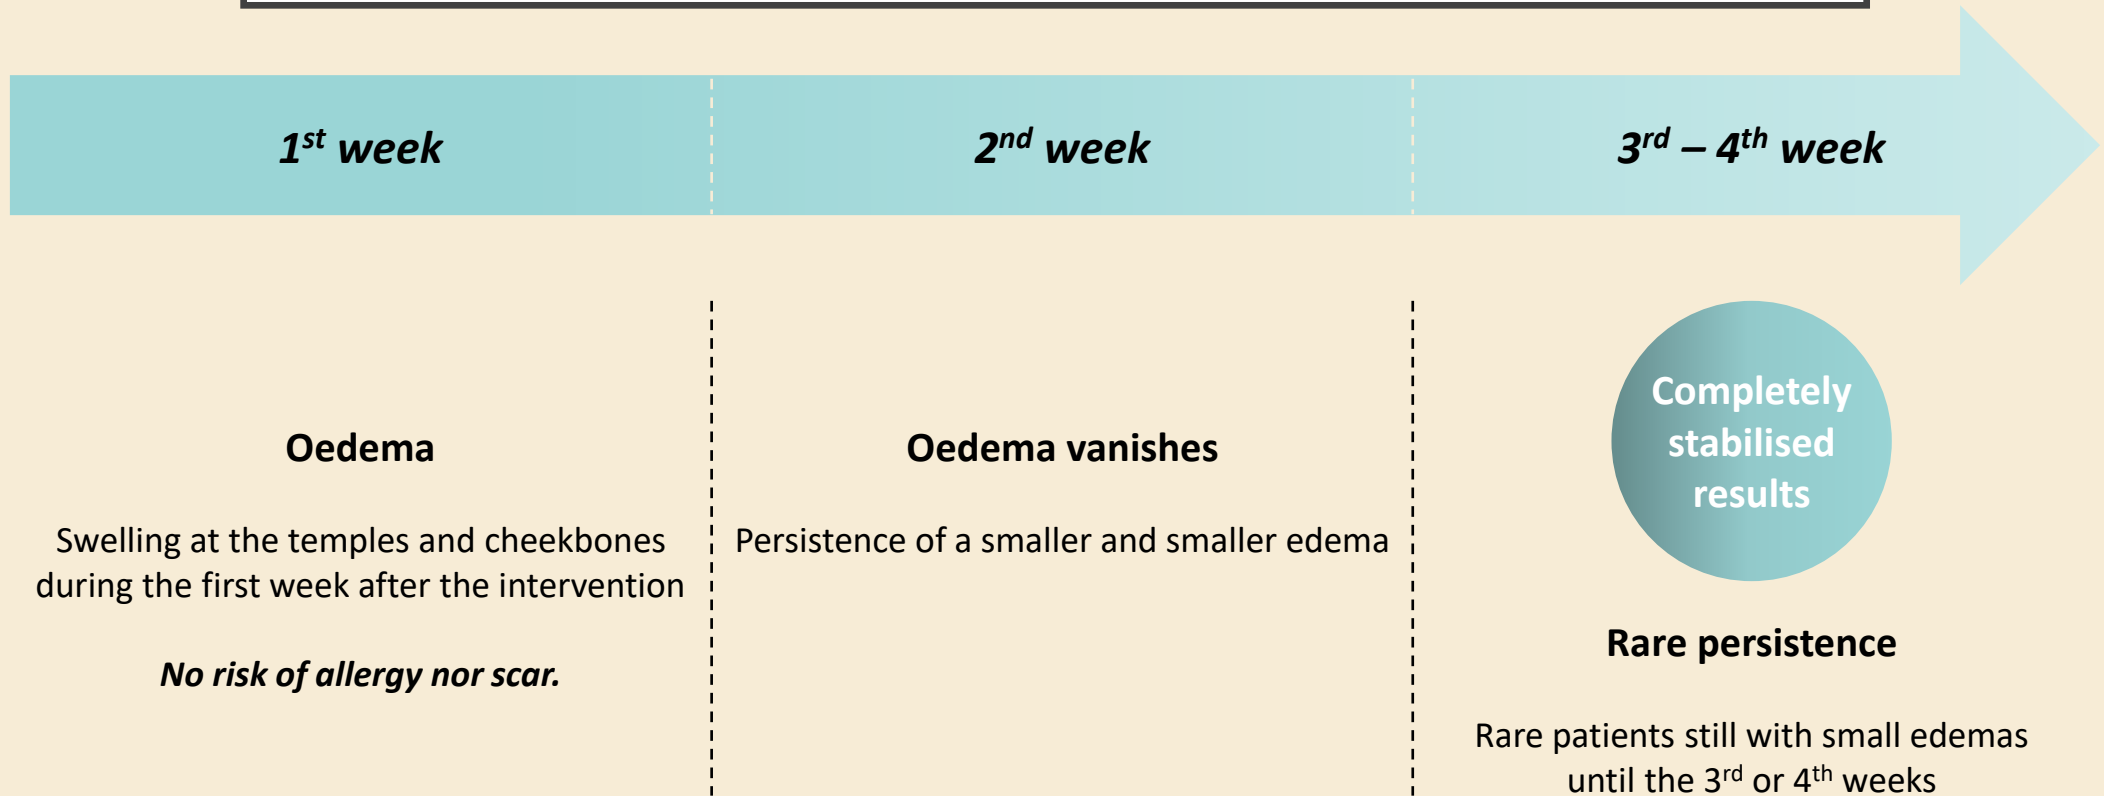 1st week
2nd week
3rd – 4th week
Oedema
Swelling at the temples and cheekbones
during the first week after the intervention
No risk of allergy nor scar.
Oedema vanishes
Persistence of a smaller and smaller edema
Completely
stabilised
results
Rare persistence
Rare patients still with small edemas
until the 3rd or 4th weeks